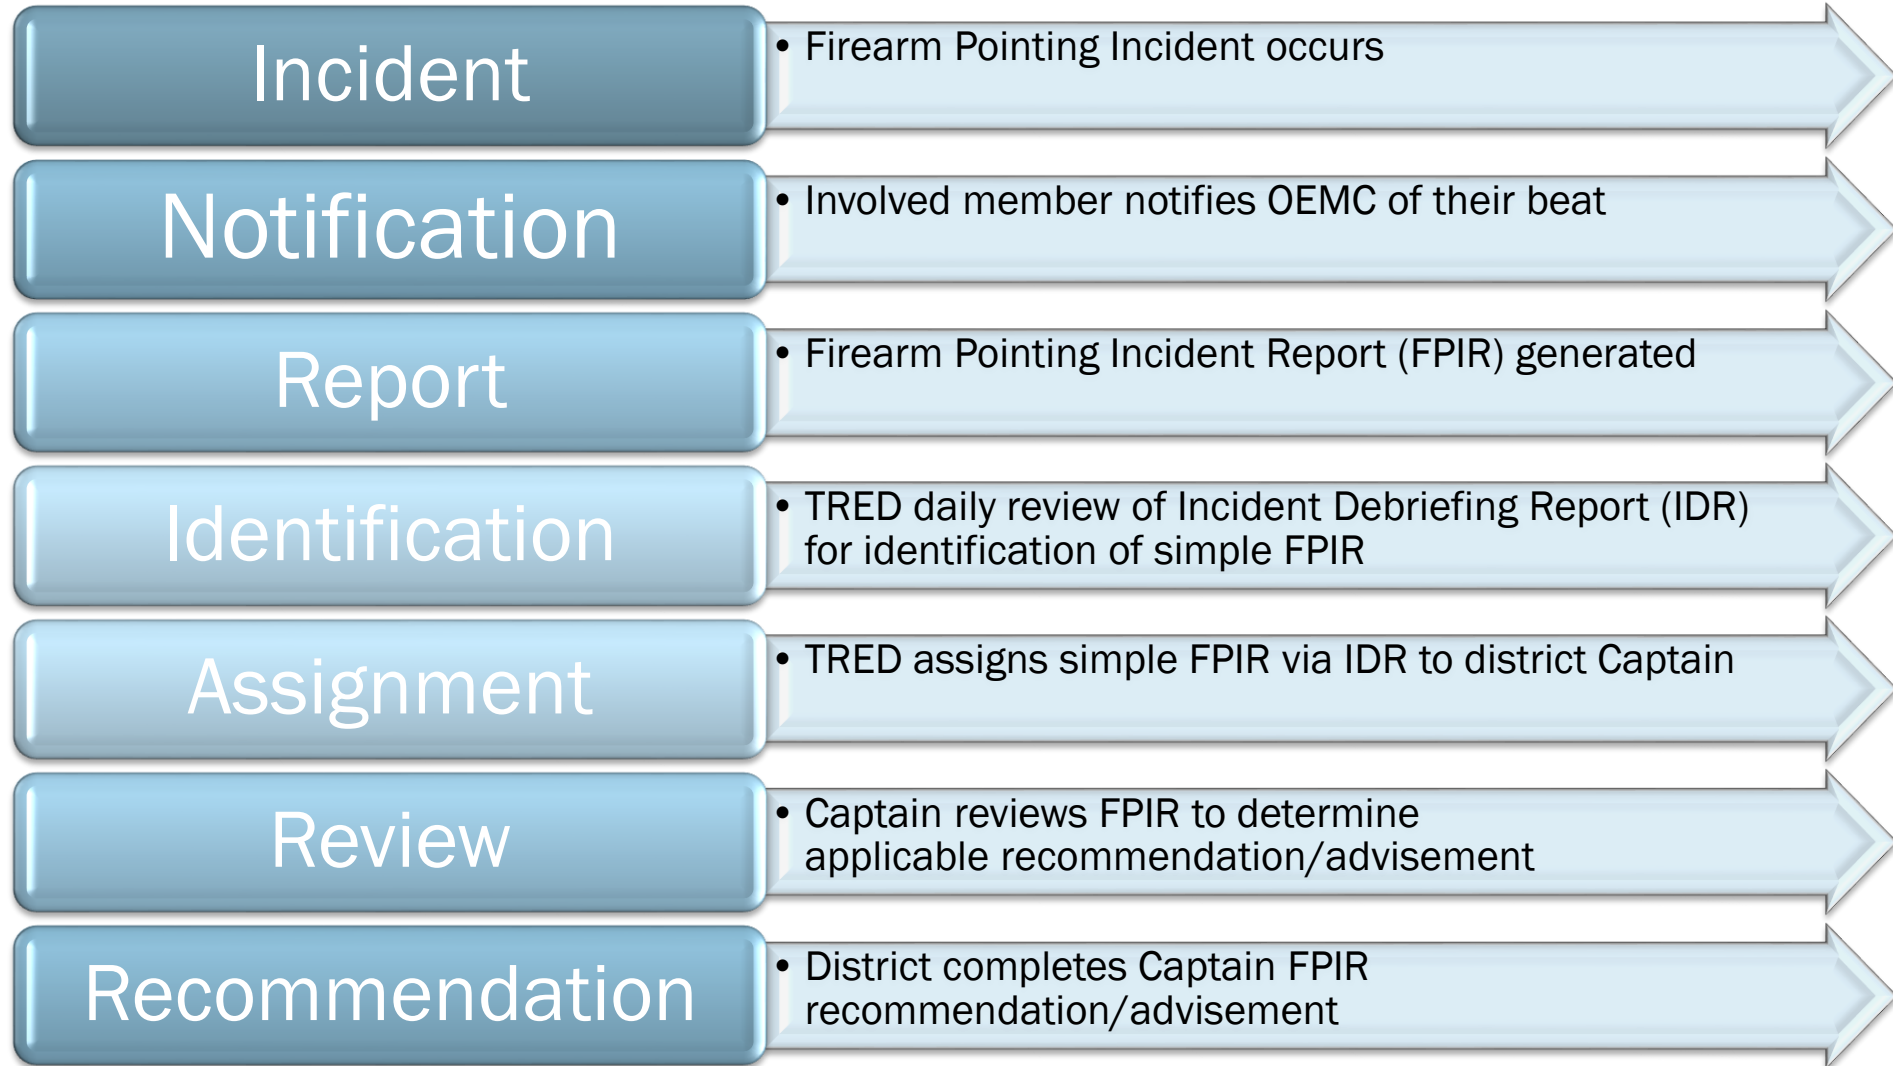 Incident
• Firearm Pointing Incident occurs
Notification
• Involved member notifies OEMC of their beat
Report
• Firearm Pointing Incident Report (FPIR) generated
Identification
• TRED daily review of Incident Debriefing Report (IDR)
for identification of simple FPIR
Assignment
• TRED assigns simple FPIR via IDR to district Captain
Review
• Captain reviews FPIR to determine
applicable recommendation/advisement
Recommendation
• District completes Captain FPIR
recommendation/advisement